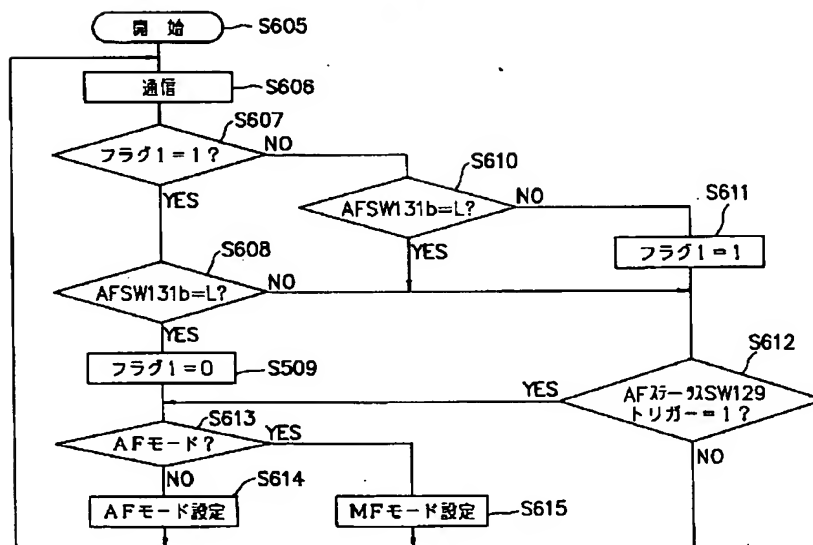 開始
S605
通信
S606
フラグ1=1?
S607
NO
YES
AFSW131b=L?
S610
NO
YES
S611
フラグ1=1
AFSW131b=L?
S608
NO
YES
フラグ1=0
S509
S612
AFステータスSW129
トリガー=1?
YES
NO
S613
AFモード?
YES
NO
S614
AFモード設定
MFモード設定
S615